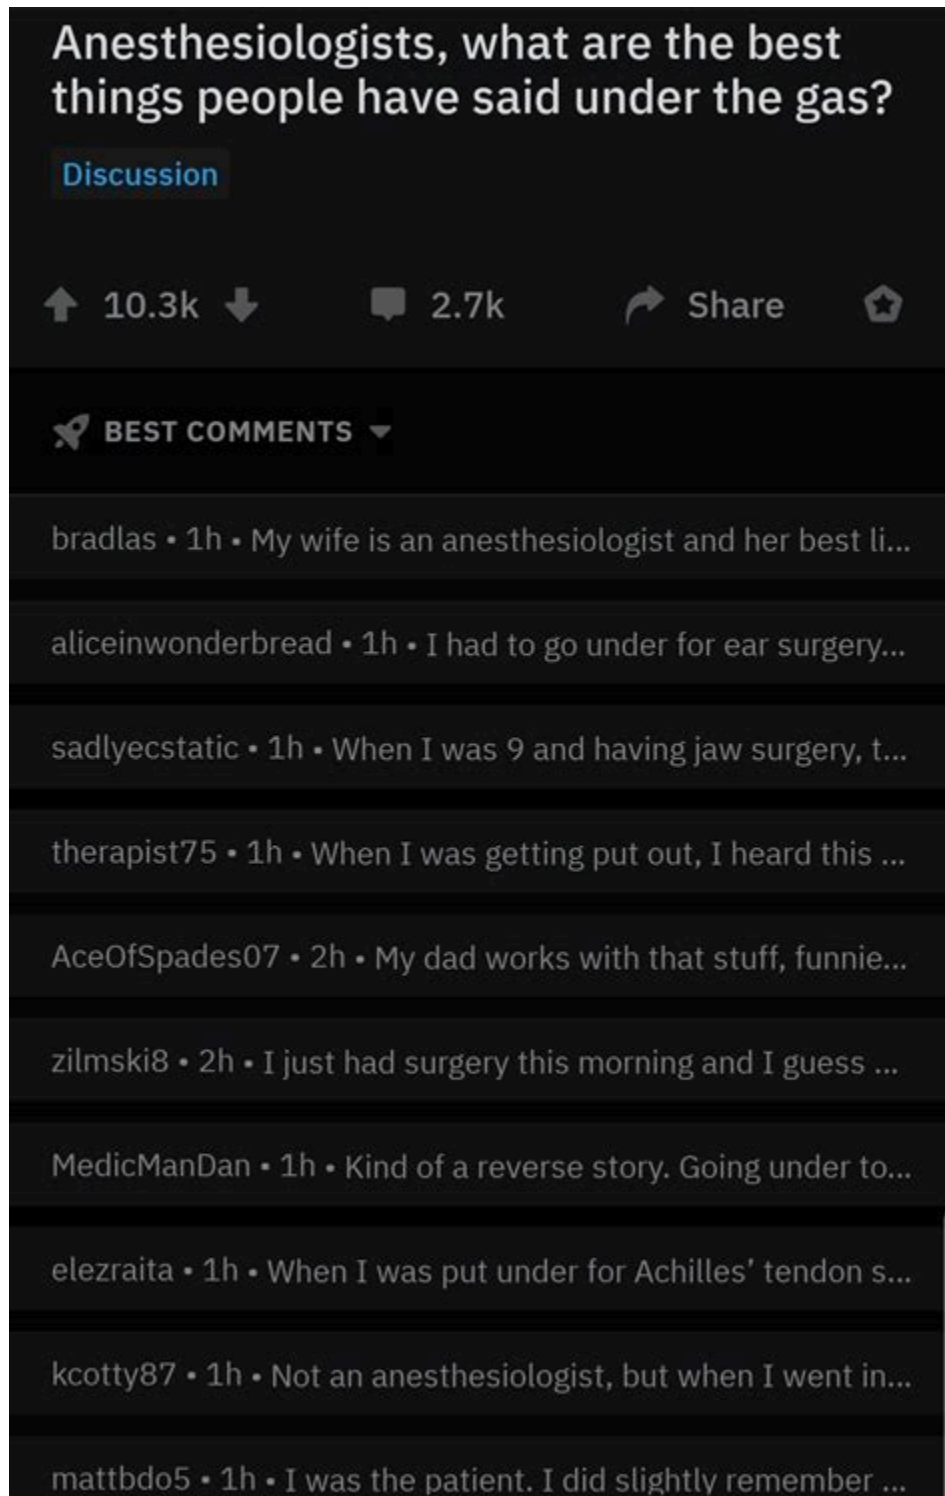 Anesthesiologists, what are the best
things people have said under the gas?
Discussion
10.3k 2.7k Share
BEST COMMENTS
bradlas • 1h • My wife is an anesthesiologist and her best li...
aliceinwonderbread • 1h • I had to go under for ear surgery...
sadlyecstatic • 1h • When I was 9 and having jaw surgery, t...
therapist75 • 1h • When I was getting put out, I heard this ...
AceOfSpades07 • 2h • My dad works with that stuff, funnie...
zilmski8 • 2h • I just had surgery this morning and I guess ...
MedicManDan • 1h • Kind of a reverse story. Going under to...
elezraita • 1h • When I was put under for Achilles’ tendon s...
kcotty87 • 1h • Not an anesthesiologist, but when I went in...
mattbdo5 • 1h • I was the patient. I did slightly remember ...